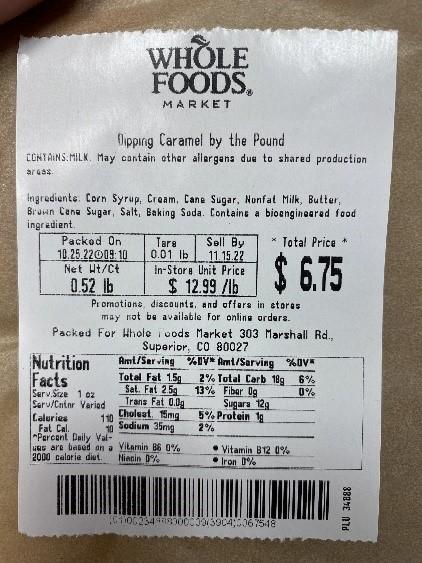 WHOLE
FOODS®
MARKET
Dipping Caramel by the Pound
CONTAINS:MILK. May contain other allergens due to shared production
areas.
Ingredients: Corn Syrup, Cream, Cane Sugar, Nonfat Milk, Butter,
Brown Cane Sugar, Salt, Baking Soda. Contains a bioengineered food
ingredient.
Packed On Tare Sell By * Total Price *
10.25.22 09:10 0.01 lb 11.15.22
Net Wt/Ct In-Store Unit Price
0.52 lb $ 12.99 /lb $ 6.75
Promotions, discounts, and offers in stores
may not be available for online orders.
Packed For Whole Foods Market 303 Marshall Rd.,
Superior, CO 80027
Nutrition Amt/Serving %DV* Amt/Serving %DV*
Facts Total Fat 1.5g 2% Total Carb 18g 6%
Serv.Size 1 oz Sat. Fat 2.5g 13% Fiber 0g 0%
Serv/Cntnr Varied Trans Fat 0.0g Sugars 12g
Calories 110 Cholest. 15mg 5% Protein 1g
Fat Cal. 10 Sodium 35mg 2%
*Percent Daily Val-
ues are based on a Vitamin B6 0% • Vitamin B12 0%
2000 calorie diet. Niacin 0% • Iron 0%
PLU 34888